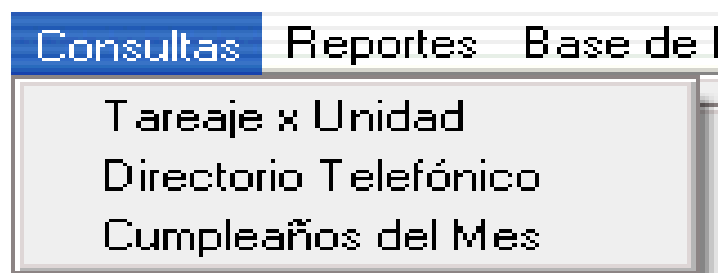 Consultas Reportes Base de
Tareaje x Unidad
Directorio Telefónico
Cumpleaños del Mes